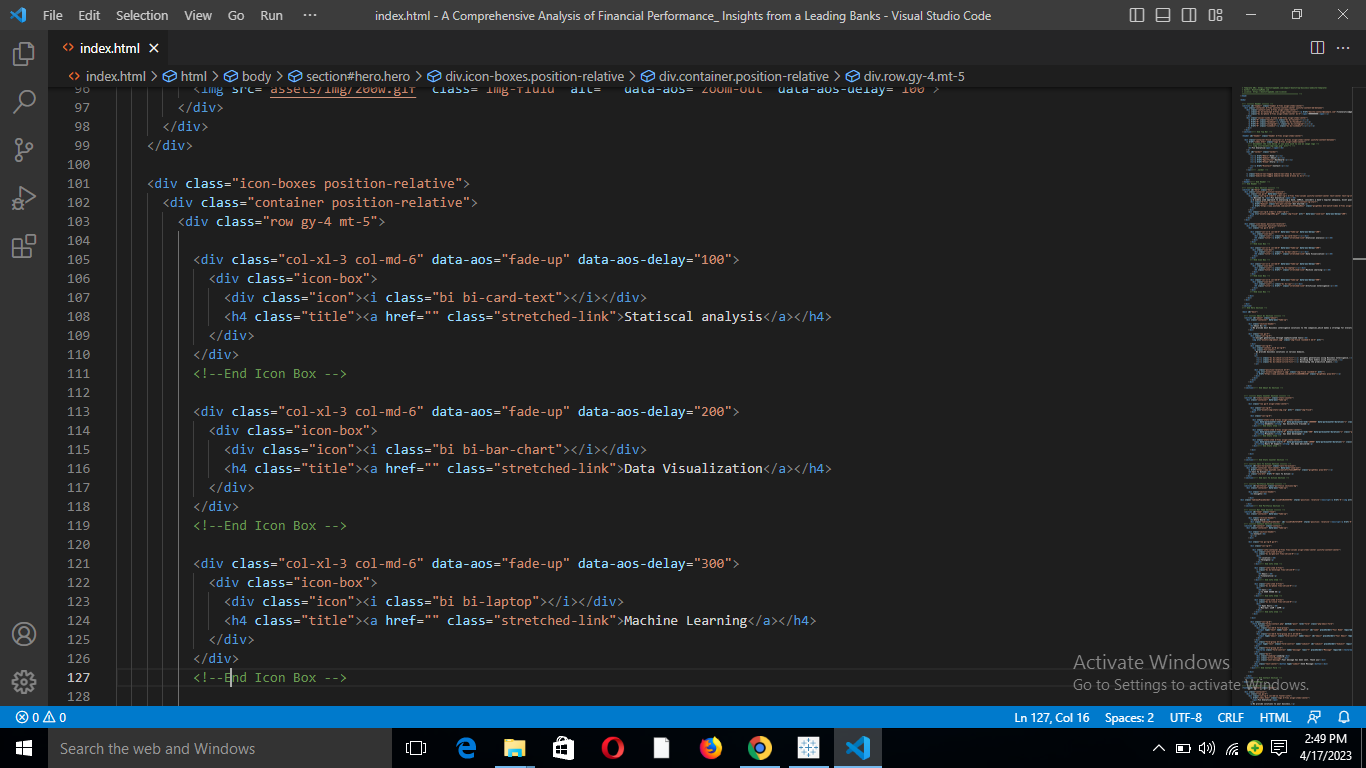 File Edit Selection View Go Run ··· index.html - A Comprehensive Analysis of Financial Performance_ Insights from a Leading Banks - Visual Studio Code
<> index.html ×
<> index.html > html > body > section#hero.hero > div.icon-boxes.position-relative > div.container.position-relative > div.row.gy-4.mt-5
96 <img src="assets/img/200w.gif" class="img-fluid" alt="" data-aos="zoom-out" data-aos-delay="100">
97 </div>
98 </div>
99 </div>
100
101 <div class="icon-boxes position-relative">
102 <div class="container position-relative">
103 <div class="row gy-4 mt-5">
104
105 <div class="col-xl-3 col-md-6" data-aos="fade-up" data-aos-delay="100">
106 <div class="icon-box">
107 <div class="icon"><i class="bi bi-card-text"></i></div>
108 <h4 class="title"><a href="" class="stretched-link">Statiscal analysis</a></h4>
109 </div>
110 </div>
111 <!--End Icon Box -->
112
113 <div class="col-xl-3 col-md-6" data-aos="fade-up" data-aos-delay="200">
114 <div class="icon-box">
115 <div class="icon"><i class="bi bi-bar-chart"></i></div>
116 <h4 class="title"><a href="" class="stretched-link">Data Visualization</a></h4>
117 </div>
118 </div>
119 <!--End Icon Box -->
120
121 <div class="col-xl-3 col-md-6" data-aos="fade-up" data-aos-delay="300">
122 <div class="icon-box">
123 <div class="icon"><i class="bi bi-laptop"></i></div>
124 <h4 class="title"><a href="" class="stretched-link">Machine Learning</a></h4>
125 </div>
126 </div>
127 <!--End Icon Box -->
128
Activate Windows
Go to Settings to activate Windows.
0 0 Ln 127, Col 16 Spaces: 2 UTF-8 CRLF HTML
Search the web and Windows
2:49 PM
4/17/2023